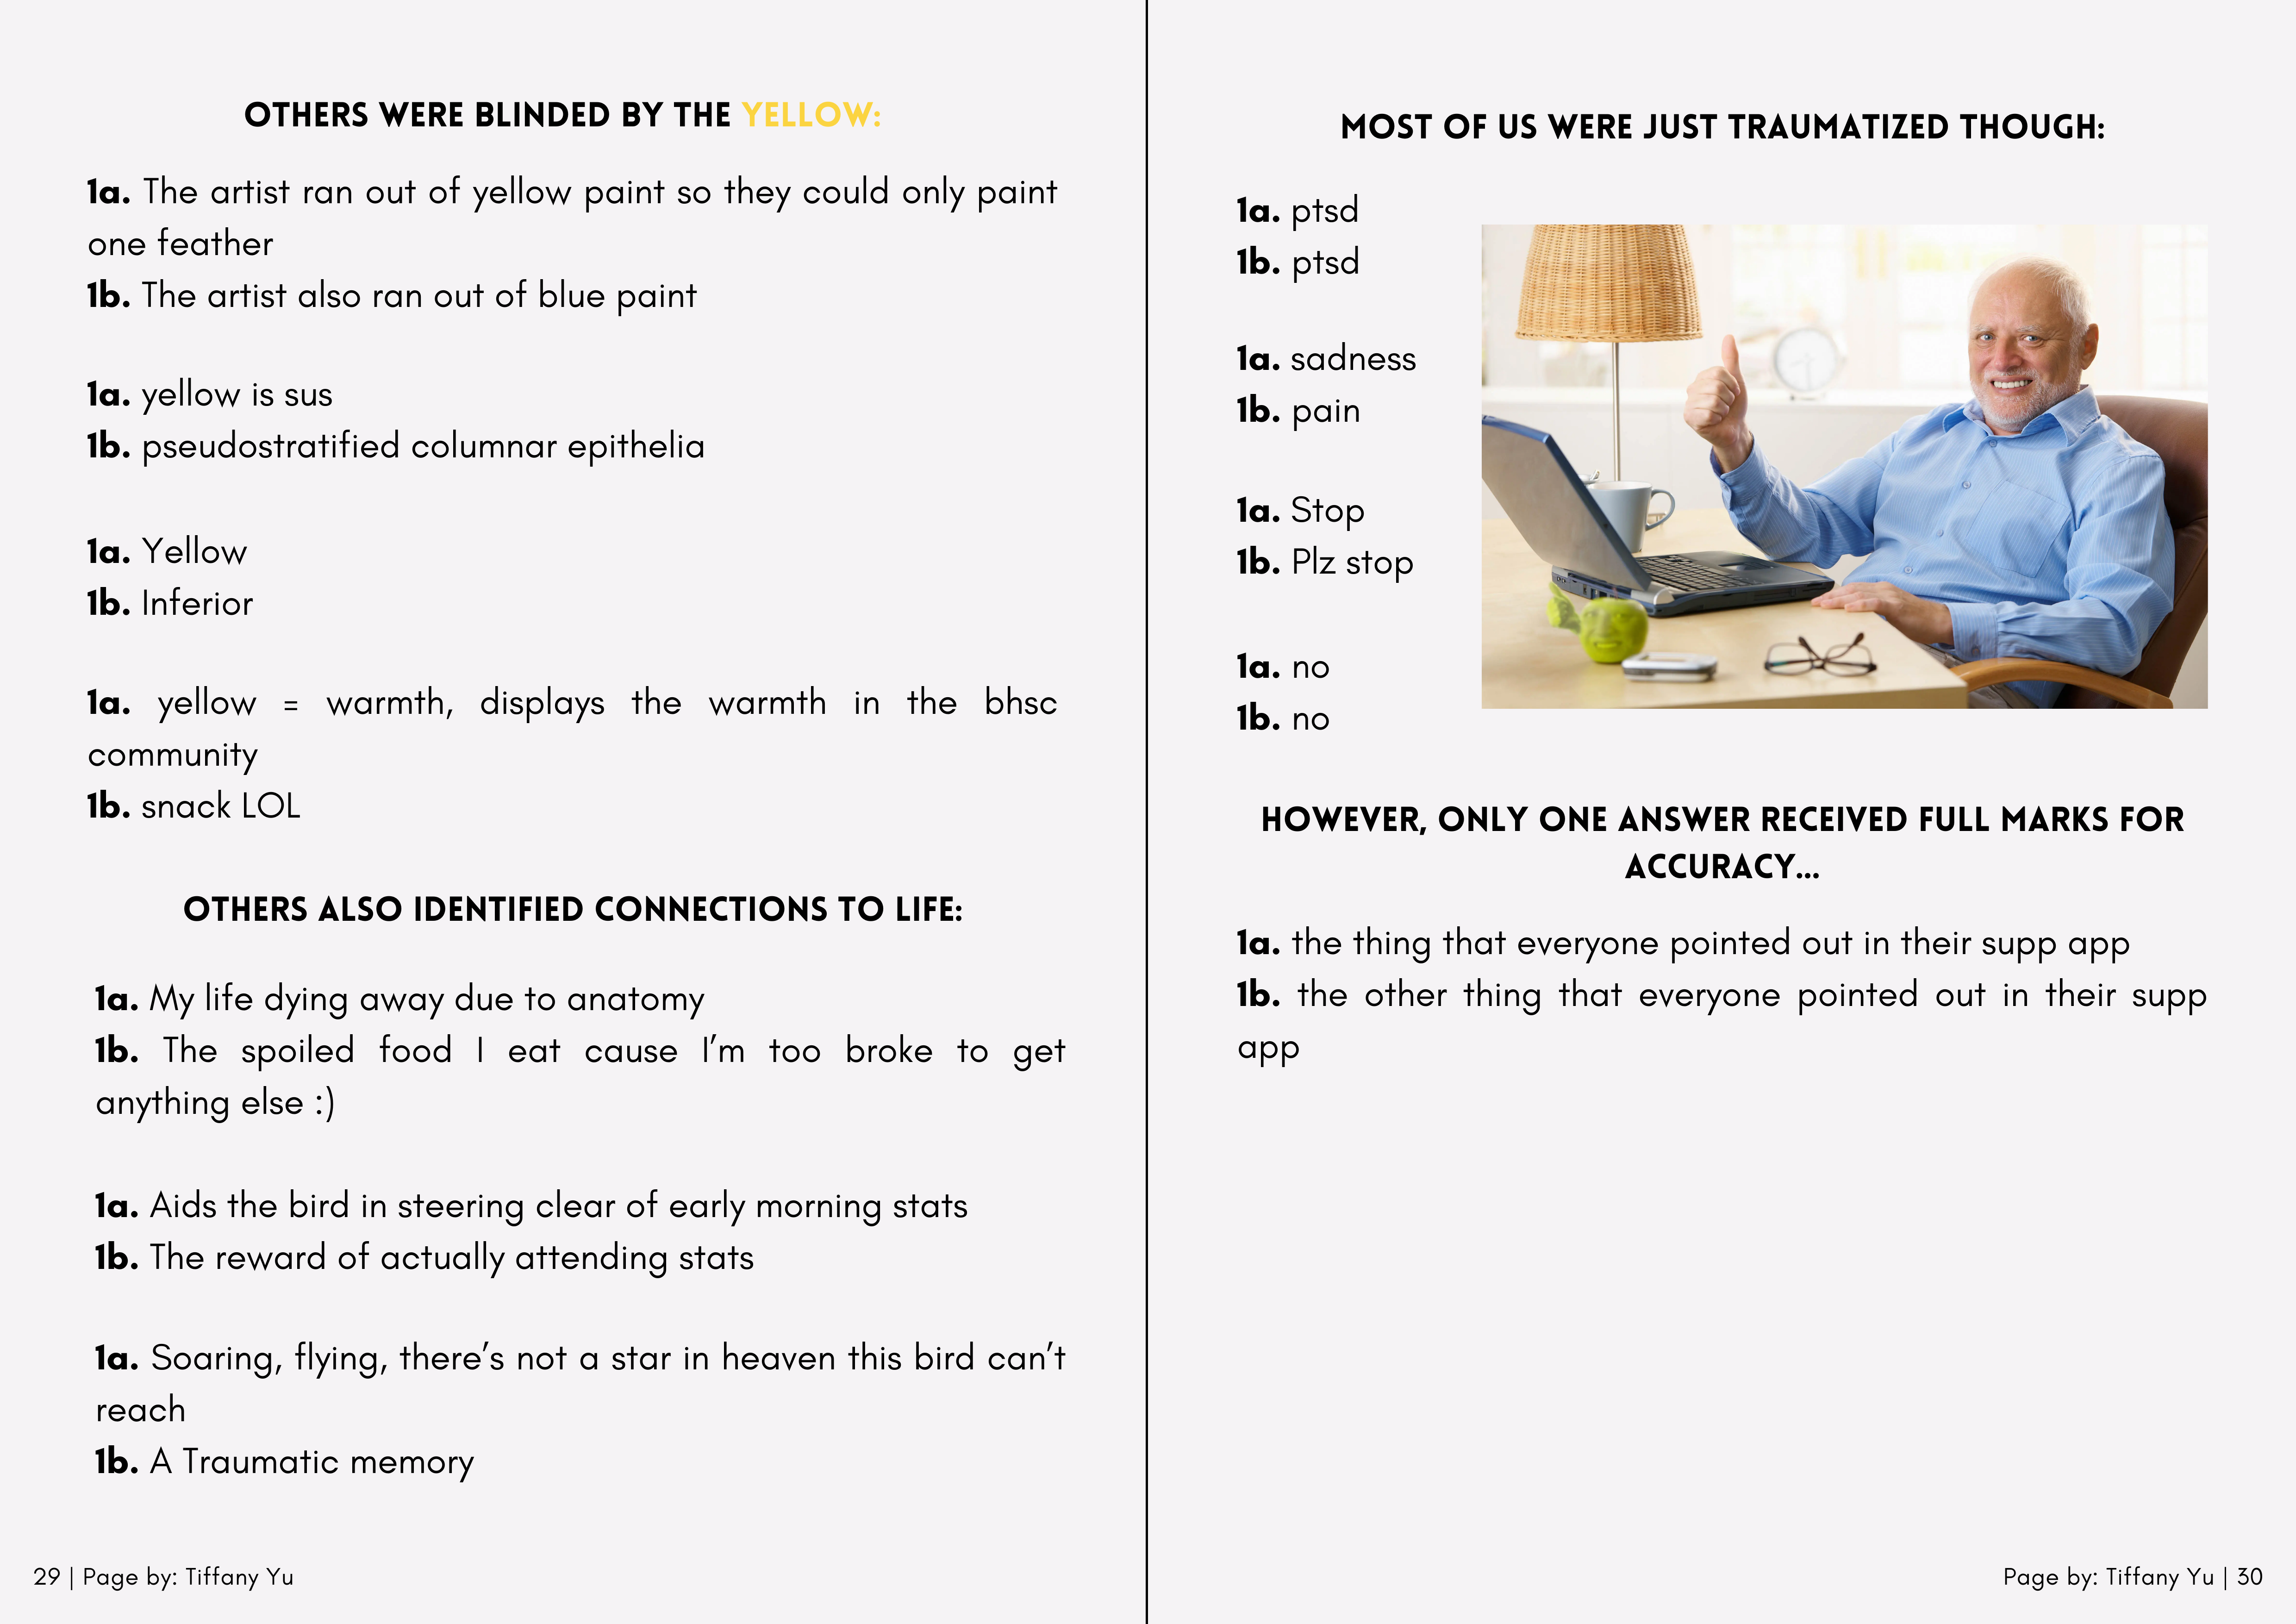 OTHERS WERE BLINDED BY THE YELLOW:
1a. The artist ran out of yellow paint so they could only paint
one feather
1b. The artist also ran out of blue paint
1a. yellow is sus
1b. pseudostratified columnar epithelia
1a. Yellow
1b. Inferior
1a. yellow = warmth, displays the warmth in the bhsc
community
1b. snack LOL
OTHERS ALSO IDENTIFIED CONNECTIONS TO LIFE:
1a. My life dying away due to anatomy
1b. The spoiled food I eat cause I’m too broke to get
anything else :)
1a. Aids the bird in steering clear of early morning stats
1b. The reward of actually attending stats
1a. Soaring, flying, there’s not a star in heaven this bird can’t
reach
1b. A Traumatic memory
29 | Page by: Tiffany Yu
MOST OF US WERE JUST TRAUMATIZED THOUGH:
1a. ptsd
1b. ptsd
1a. sadness
1b. pain
1a. Stop
1b. Plz stop
1a. no
1b. no
HOWEVER, ONLY ONE ANSWER RECEIVED FULL MARKS FOR
ACCURACY...
1a. the thing that everyone pointed out in their supp app
1b. the other thing that everyone pointed out in their supp
app
Page by: Tiffany Yu | 30